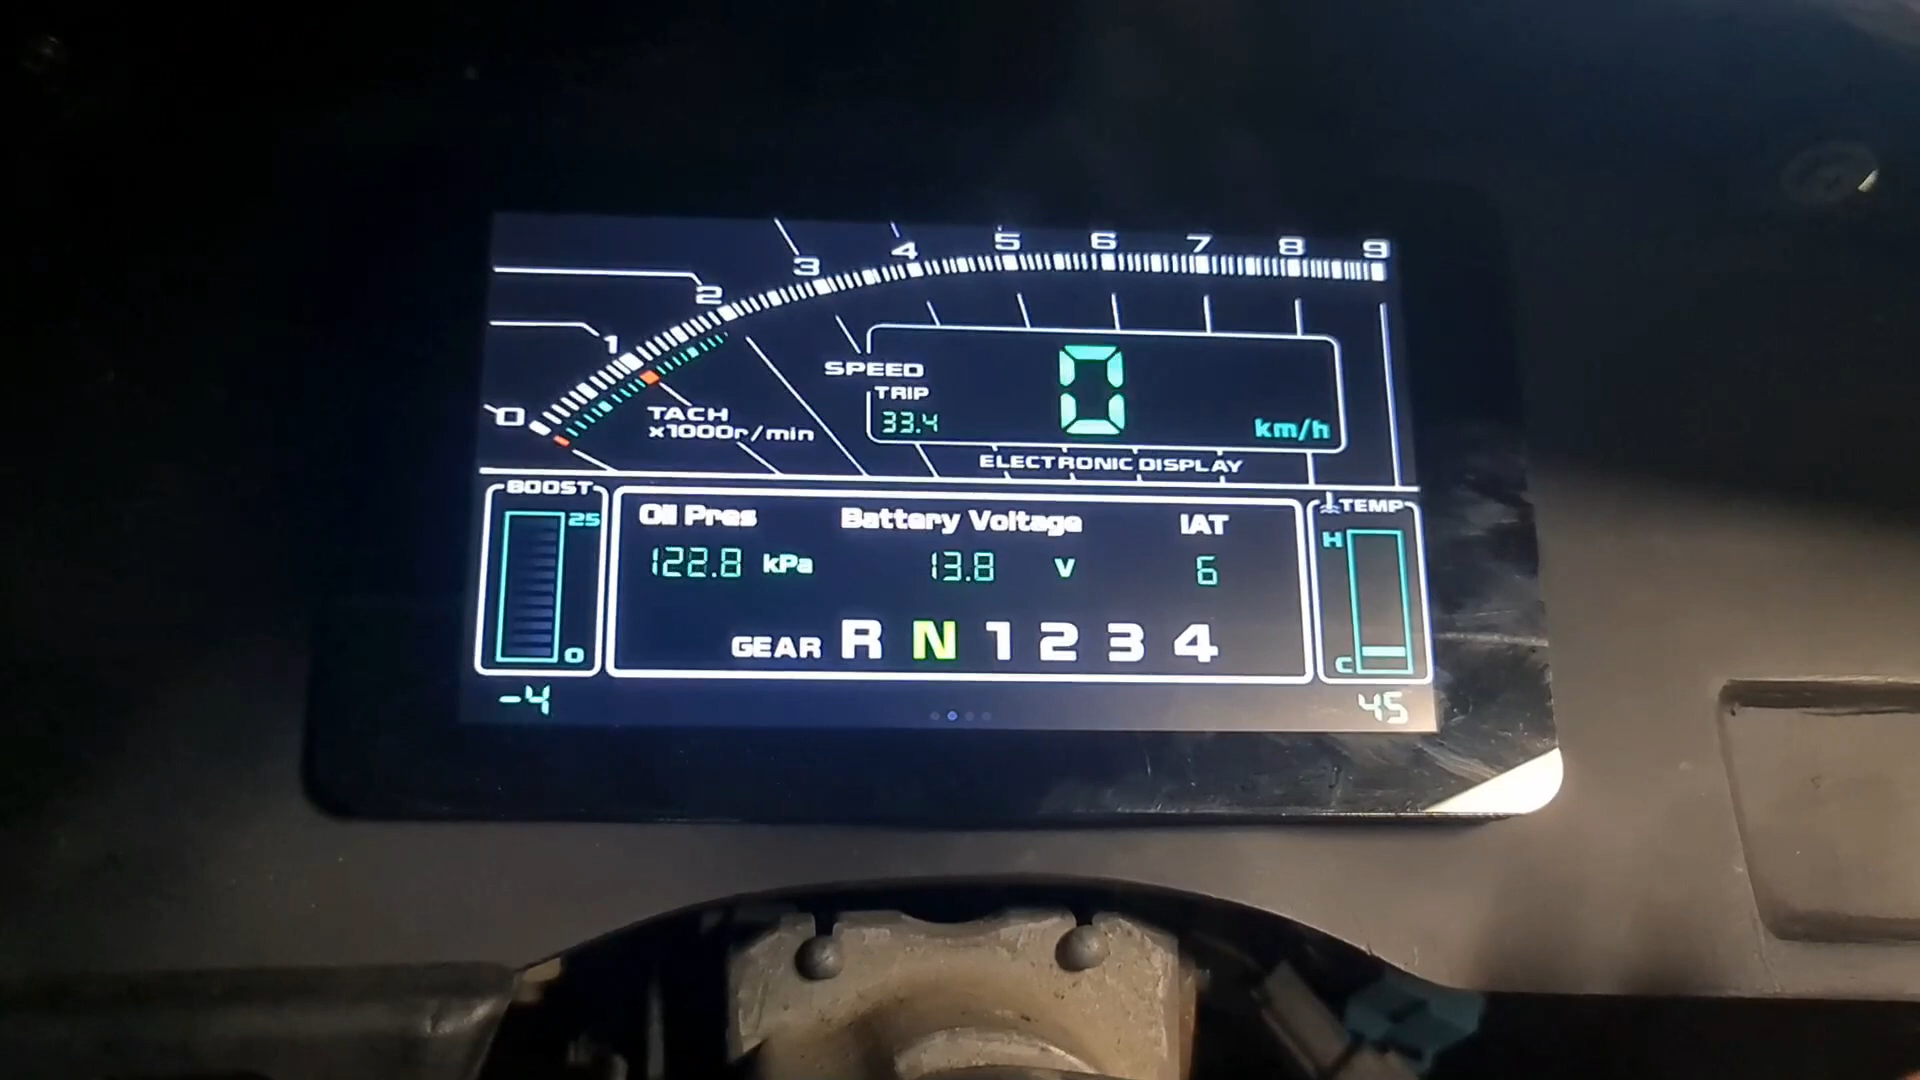 0 1 2 3 4 5 6 7 8 9
TACH
x1000r/min
SPEED
TRIP
33.4
0
km/h
ELECTRONIC DISPLAY
BOOST
25
0
-4
Oil Pres Battery Voltage IAT
122.8 kPa 13.8 V 6
GEAR R N 1 2 3 4
TEMP
H
C
45